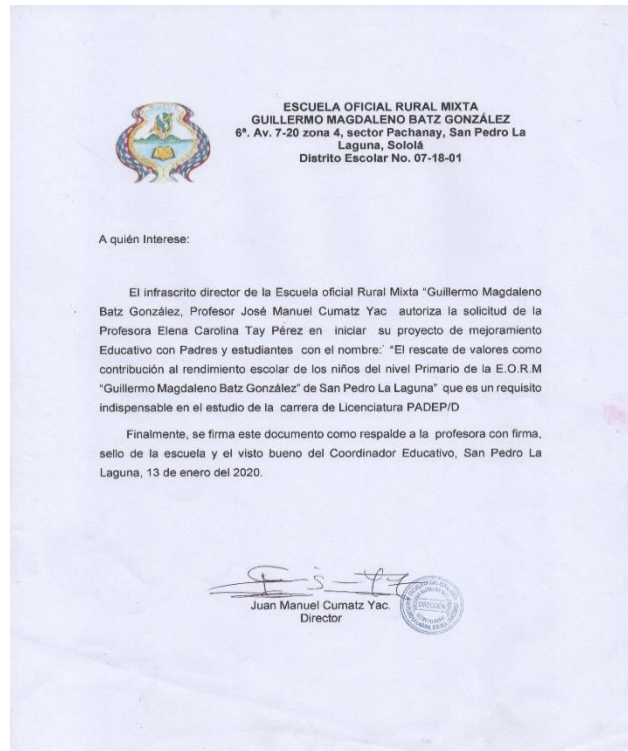 ESCUELA OFICIAL RURAL MIXTA
GUILLERMO MAGDALENO BATZ GONZÁLEZ
6ª. Av. 7-20 zona 4, sector Pachanay, San Pedro La
Laguna, Sololá
Distrito Escolar No. 07-18-01
A quién Interese:
El infrascrito director de la Escuela oficial Rural Mixta "Guillermo Magdaleno
Batz González, Profesor José Manuel Cumatz Yac autoriza la solicitud de la
Profesora Elena Carolina Tay Pérez en iniciar su proyecto de mejoramiento
Educativo con Padres y estudiantes con el nombre: "El rescate de valores como
contribución al rendimiento escolar de los niños del nivel Primario de la E.O.R.M
"Guillermo Magdaleno Batz González" de San Pedro La Laguna" que es un requisito
indispensable en el estudio de la carrera de Licenciatura PADEP/D
Finalmente, se firma este documento como respalde a la profesora con firma,
sello de la escuela y el visto bueno del Coordinador Educativo, San Pedro La
Laguna, 13 de enero del 2020.
Juan Manuel Cumatz Yac.
Director
DIRECCIÓN